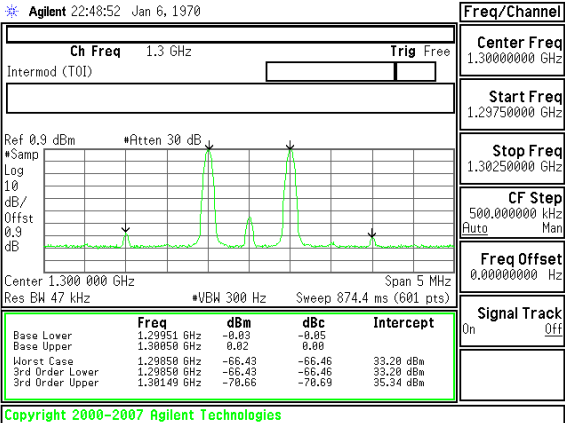 Agilent 22:48:52 Jan 6, 1970
Freq/Channel
Ch Freq 1.3 GHz
Trig Free
Intermod (TOI)
Center Freq
1.30000000 GHz
Start Freq
1.29750000 GHz
Stop Freq
1.30250000 GHz
CF Step
500.000000 kHz
Auto Man
Freq Offset
0.00000000 Hz
Signal Track
On Off
Ref 0.9 dBm #Atten 30 dB
#Samp
Log
10
dB/
Offst
0.9
dB
Center 1.300 000 GHz Span 5 MHz
Res BW 47 kHz #VBW 300 Hz Sweep 874.4 ms (601 pts)
Freq dBm dBc Intercept
Base Lower 1.29951 GHz -0.03 -0.05
Base Upper 1.30050 GHz 0.02 0.00
Worst Case 1.29850 GHz -66.43 -66.46 33.20 dBm
3rd Order Lower 1.29850 GHz -66.43 -66.46 33.20 dBm
3rd Order Upper 1.30149 GHz -70.66 -70.69 35.34 dBm
Copyright 2000-2007 Agilent Technologies